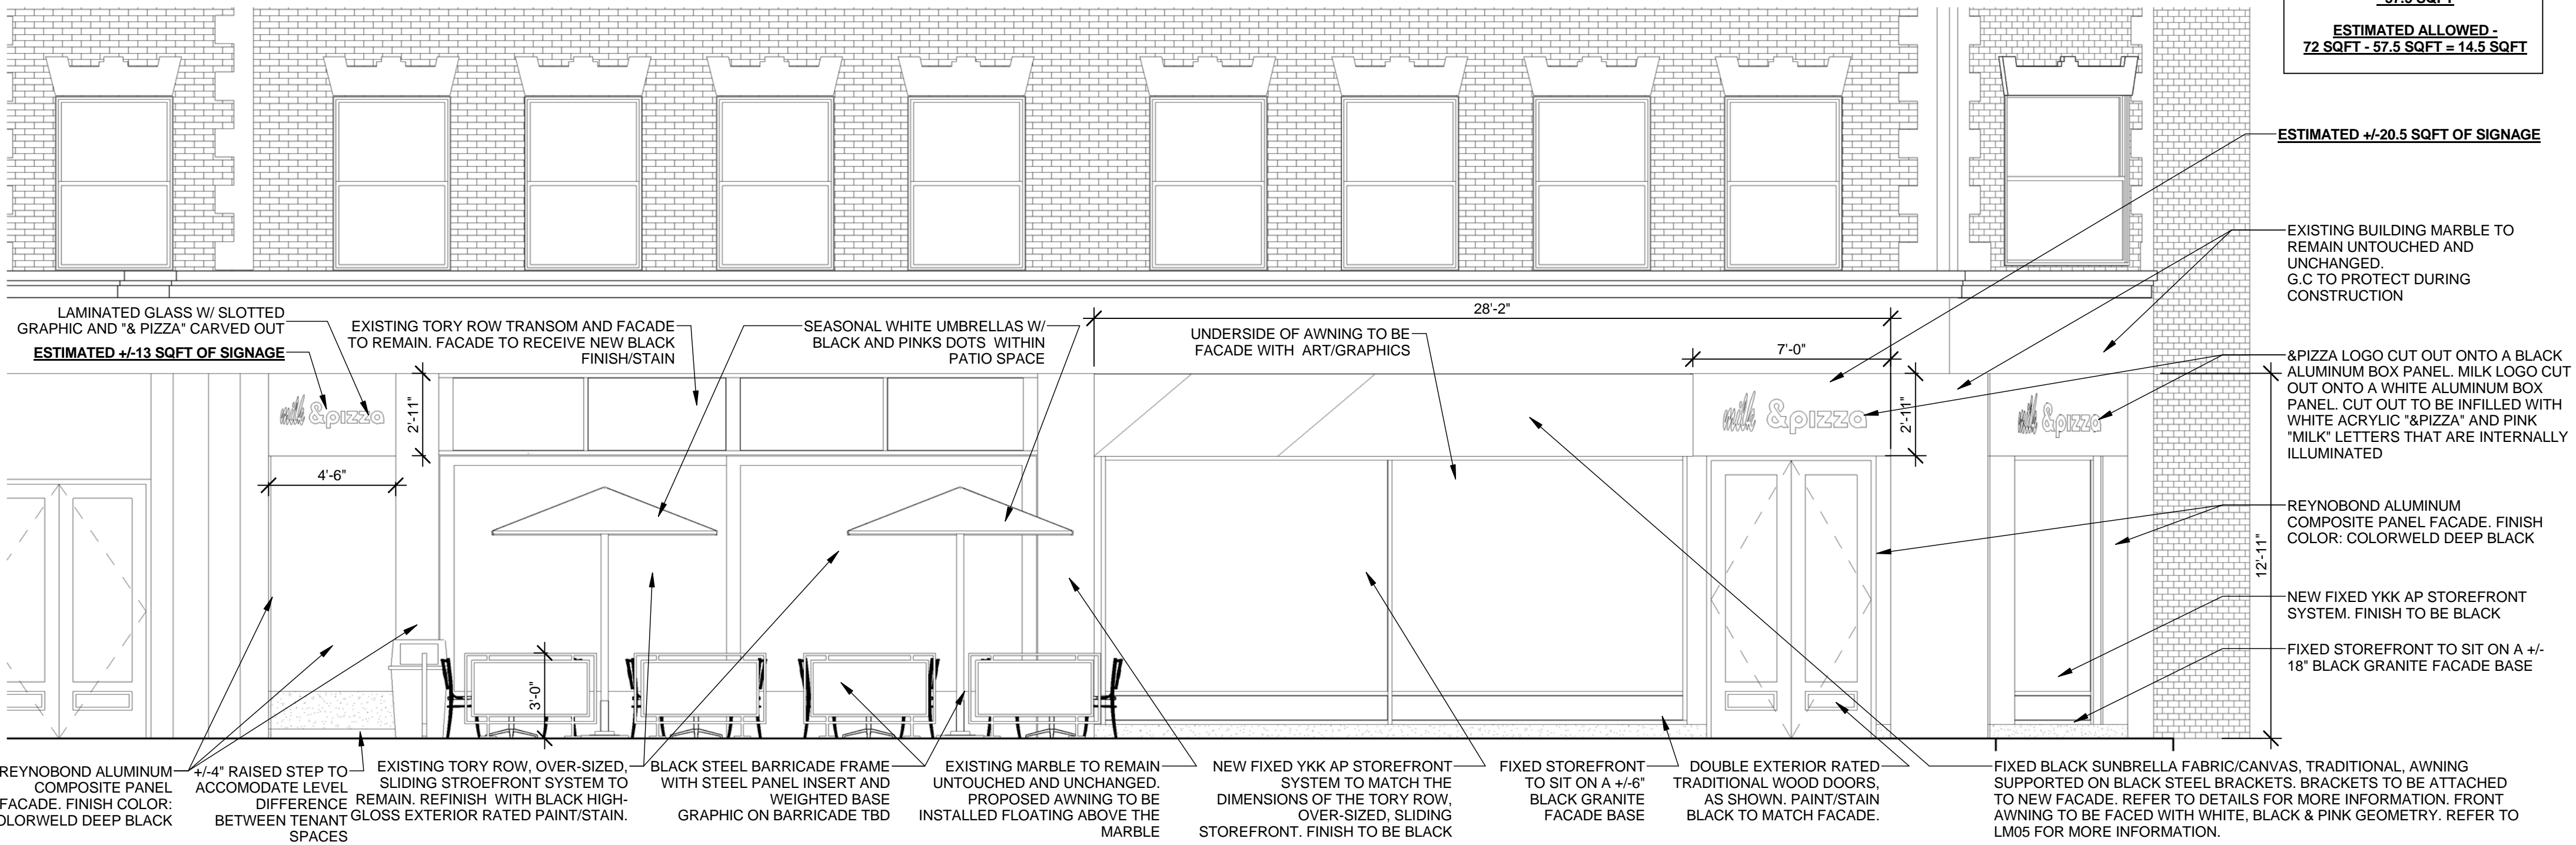 ESTIMATED ALLOWED -
72 SQFT - 57.5 SQFT = 14.5 SQFT
ESTIMATED +/-20.5 SQFT OF SIGNAGE
EXISTING BUILDING MARBLE TO
REMAIN UNTOUCHED AND
UNCHANGED.
G.C TO PROTECT DURING
CONSTRUCTION
LAMINATED GLASS W/ SLOTTED
GRAPHIC AND "& PIZZA" CARVED OUT
ESTIMATED +/-13 SQFT OF SIGNAGE
EXISTING TORY ROW TRANSOM AND FACADE
TO REMAIN. FACADE TO RECEIVE NEW BLACK
FINISH/STAIN
SEASONAL WHITE UMBRELLAS W/
BLACK AND PINKS DOTS WITHIN
PATIO SPACE
UNDERSIDE OF AWNING TO BE
FACADE WITH ART/GRAPHICS
28'-2"
7'-0"
&PIZZA LOGO CUT OUT ONTO A BLACK
ALUMINUM BOX PANEL. MILK LOGO CUT
OUT ONTO A WHITE ALUMINUM BOX
PANEL. CUT OUT TO BE INFILLED WITH
WHITE ACRYLIC "&PIZZA" AND PINK
"MILK" LETTERS THAT ARE INTERNALLY
ILLUMINATED
milk &pizza
2'-11"
milk &pizza
2'-11"
milk &pizza
4'-6"
REYNOBOND ALUMINUM
COMPOSITE PANEL FACADE. FINISH
COLOR: COLORWELD DEEP BLACK
12'-11"
NEW FIXED YKK AP STOREFRONT
SYSTEM. FINISH TO BE BLACK
FIXED STOREFRONT TO SIT ON A +/-
18" BLACK GRANITE FACADE BASE
3'-0"
REYNOBOND ALUMINUM
COMPOSITE PANEL
FACADE. FINISH COLOR:
OLORWELD DEEP BLACK
+/-4" RAISED STEP TO
ACCOMODATE LEVEL
DIFFERENCE
BETWEEN TENANT
SPACES
EXISTING TORY ROW, OVER-SIZED,
SLIDING STROEFRONT SYSTEM TO
REMAIN. REFINISH WITH BLACK HIGH-
GLOSS EXTERIOR RATED PAINT/STAIN.
BLACK STEEL BARRICADE FRAME
WITH STEEL PANEL INSERT AND
WEIGHTED BASE
GRAPHIC ON BARRICADE TBD
EXISTING MARBLE TO REMAIN
UNTOUCHED AND UNCHANGED.
PROPOSED AWNING TO BE
INSTALLED FLOATING ABOVE THE
MARBLE
NEW FIXED YKK AP STOREFRONT
SYSTEM TO MATCH THE
DIMENSIONS OF THE TORY ROW,
OVER-SIZED, SLIDING
STOREFRONT. FINISH TO BE BLACK
FIXED STOREFRONT
TO SIT ON A +/-6"
BLACK GRANITE
FACADE BASE
DOUBLE EXTERIOR RATED
TRADITIONAL WOOD DOORS,
AS SHOWN. PAINT/STAIN
BLACK TO MATCH FACADE.
FIXED BLACK SUNBRELLA FABRIC/CANVAS, TRADITIONAL, AWNING
SUPPORTED ON BLACK STEEL BRACKETS. BRACKETS TO BE ATTACHED
TO NEW FACADE. REFER TO DETAILS FOR MORE INFORMATION. FRONT
AWNING TO BE FACED WITH WHITE, BLACK & PINK GEOMETRY. REFER TO
LM05 FOR MORE INFORMATION.